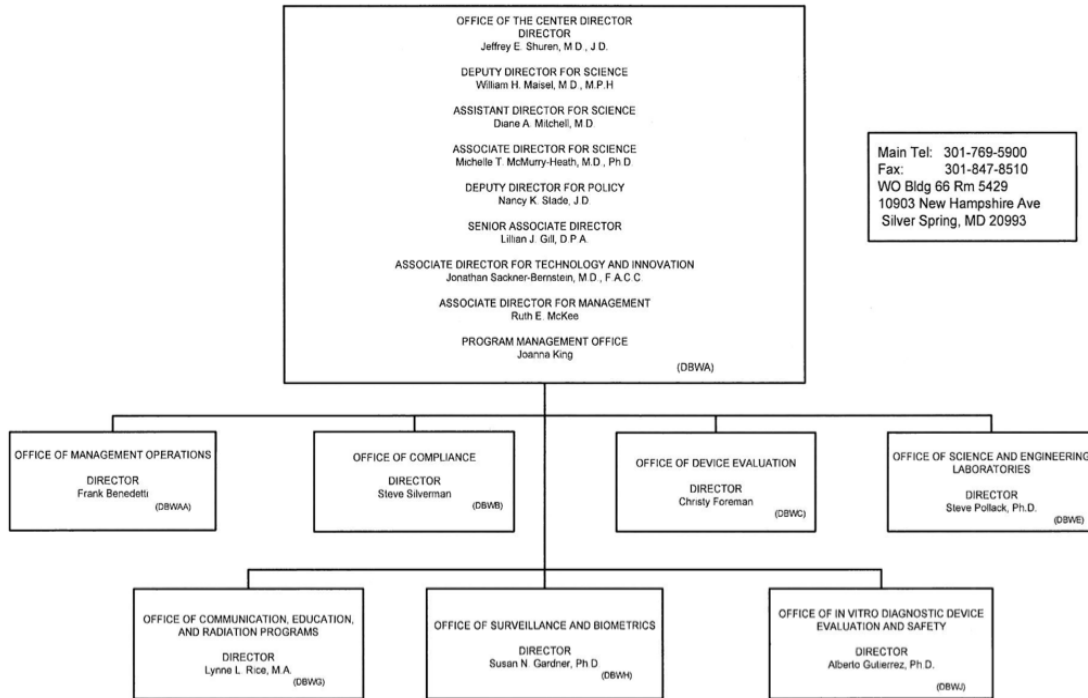 OFFICE OF THE CENTER DIRECTOR
DIRECTOR
Jeffrey E. Shuren, M.D., J.D.
DEPUTY DIRECTOR FOR SCIENCE
William H. Maisel, M.D., M.P.H
ASSISTANT DIRECTOR FOR SCIENCE
Diane A. Mitchell, M.D.
ASSOCIATE DIRECTOR FOR SCIENCE
Michelle T. McMurry-Heath, M.D., Ph.D.
DEPUTY DIRECTOR FOR POLICY
Nancy K. Stade, J.D.
SENIOR ASSOCIATE DIRECTOR
Lillian J. Gill, D.P.A.
ASSOCIATE DIRECTOR FOR TECHNOLOGY AND INNOVATION
Jonathan Sackner-Bernstein, M.D., F.A.C.C.
ASSOCIATE DIRECTOR FOR MANAGEMENT
Ruth E. McKee
PROGRAM MANAGEMENT OFFICE
Joanna King
(DBWA)
Main Tel: 301-769-5900
Fax: 301-847-8510
WO Bldg 66 Rm 5429
10903 New Hampshire Ave
Silver Spring, MD 20993
OFFICE OF MANAGEMENT OPERATIONS
DIRECTOR
Frank Benedetti
(DBWAA)
OFFICE OF COMPLIANCE
DIRECTOR
Steve Silverman
(DBWB)
OFFICE OF DEVICE EVALUATION
DIRECTOR
Christy Foreman
(DBWC)
OFFICE OF SCIENCE AND ENGINEERING
LABORATORIES
DIRECTOR
Steve Pollack, Ph.D.
(DBWE)
OFFICE OF COMMUNICATION, EDUCATION,
AND RADIATION PROGRAMS
DIRECTOR
Lynne L. Rice, M.A.
(DBWG)
OFFICE OF SURVEILLANCE AND BIOMETRICS
DIRECTOR
Susan N. Gardner, Ph.D
(DBWH)
OFFICE OF IN VITRO DIAGNOSTIC DEVICE
EVALUATION AND SAFETY
DIRECTOR
Alberto Gutierrez, Ph.D.
(DBWJ)